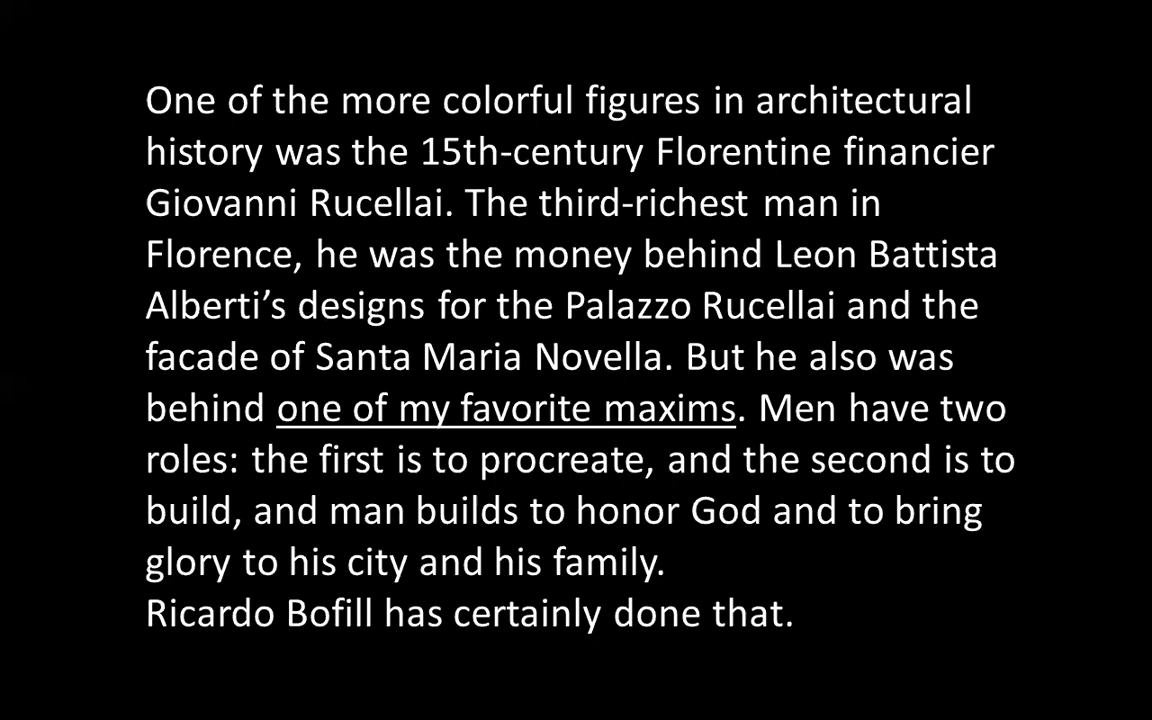 One of the more colorful figures in architectural
history was the 15th-century Florentine financier
Giovanni Rucellai. The third-richest man in
Florence, he was the money behind Leon Battista
Alberti’s designs for the Palazzo Rucellai and the
facade of Santa Maria Novella. But he also was
behind one of my favorite maxims. Men have two
roles: the first is to procreate, and the second is to
build, and man builds to honor God and to bring
glory to his city and his family.
Ricardo Bofill has certainly done that.